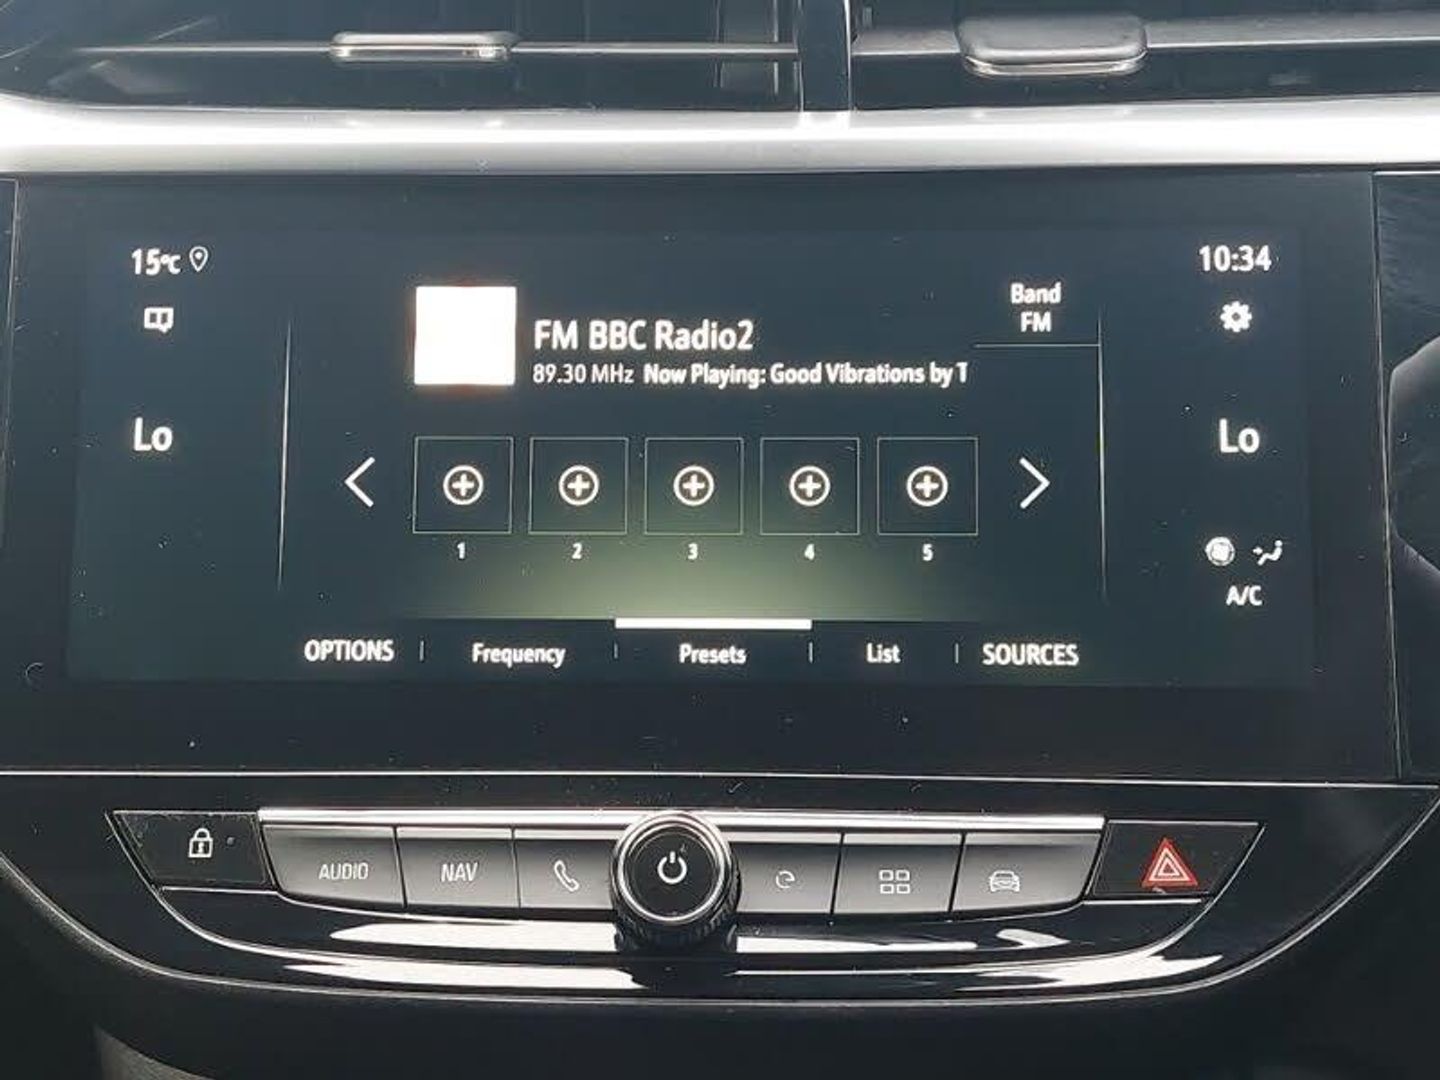 15°C
10:34
Band
FM
FM BBC Radio2
89.30 MHz Now Playing: Good Vibrations by T
Lo
Lo
1 2 3 4 5
A/C
OPTIONS Frequency Presets List SOURCES
AUDIO NAV